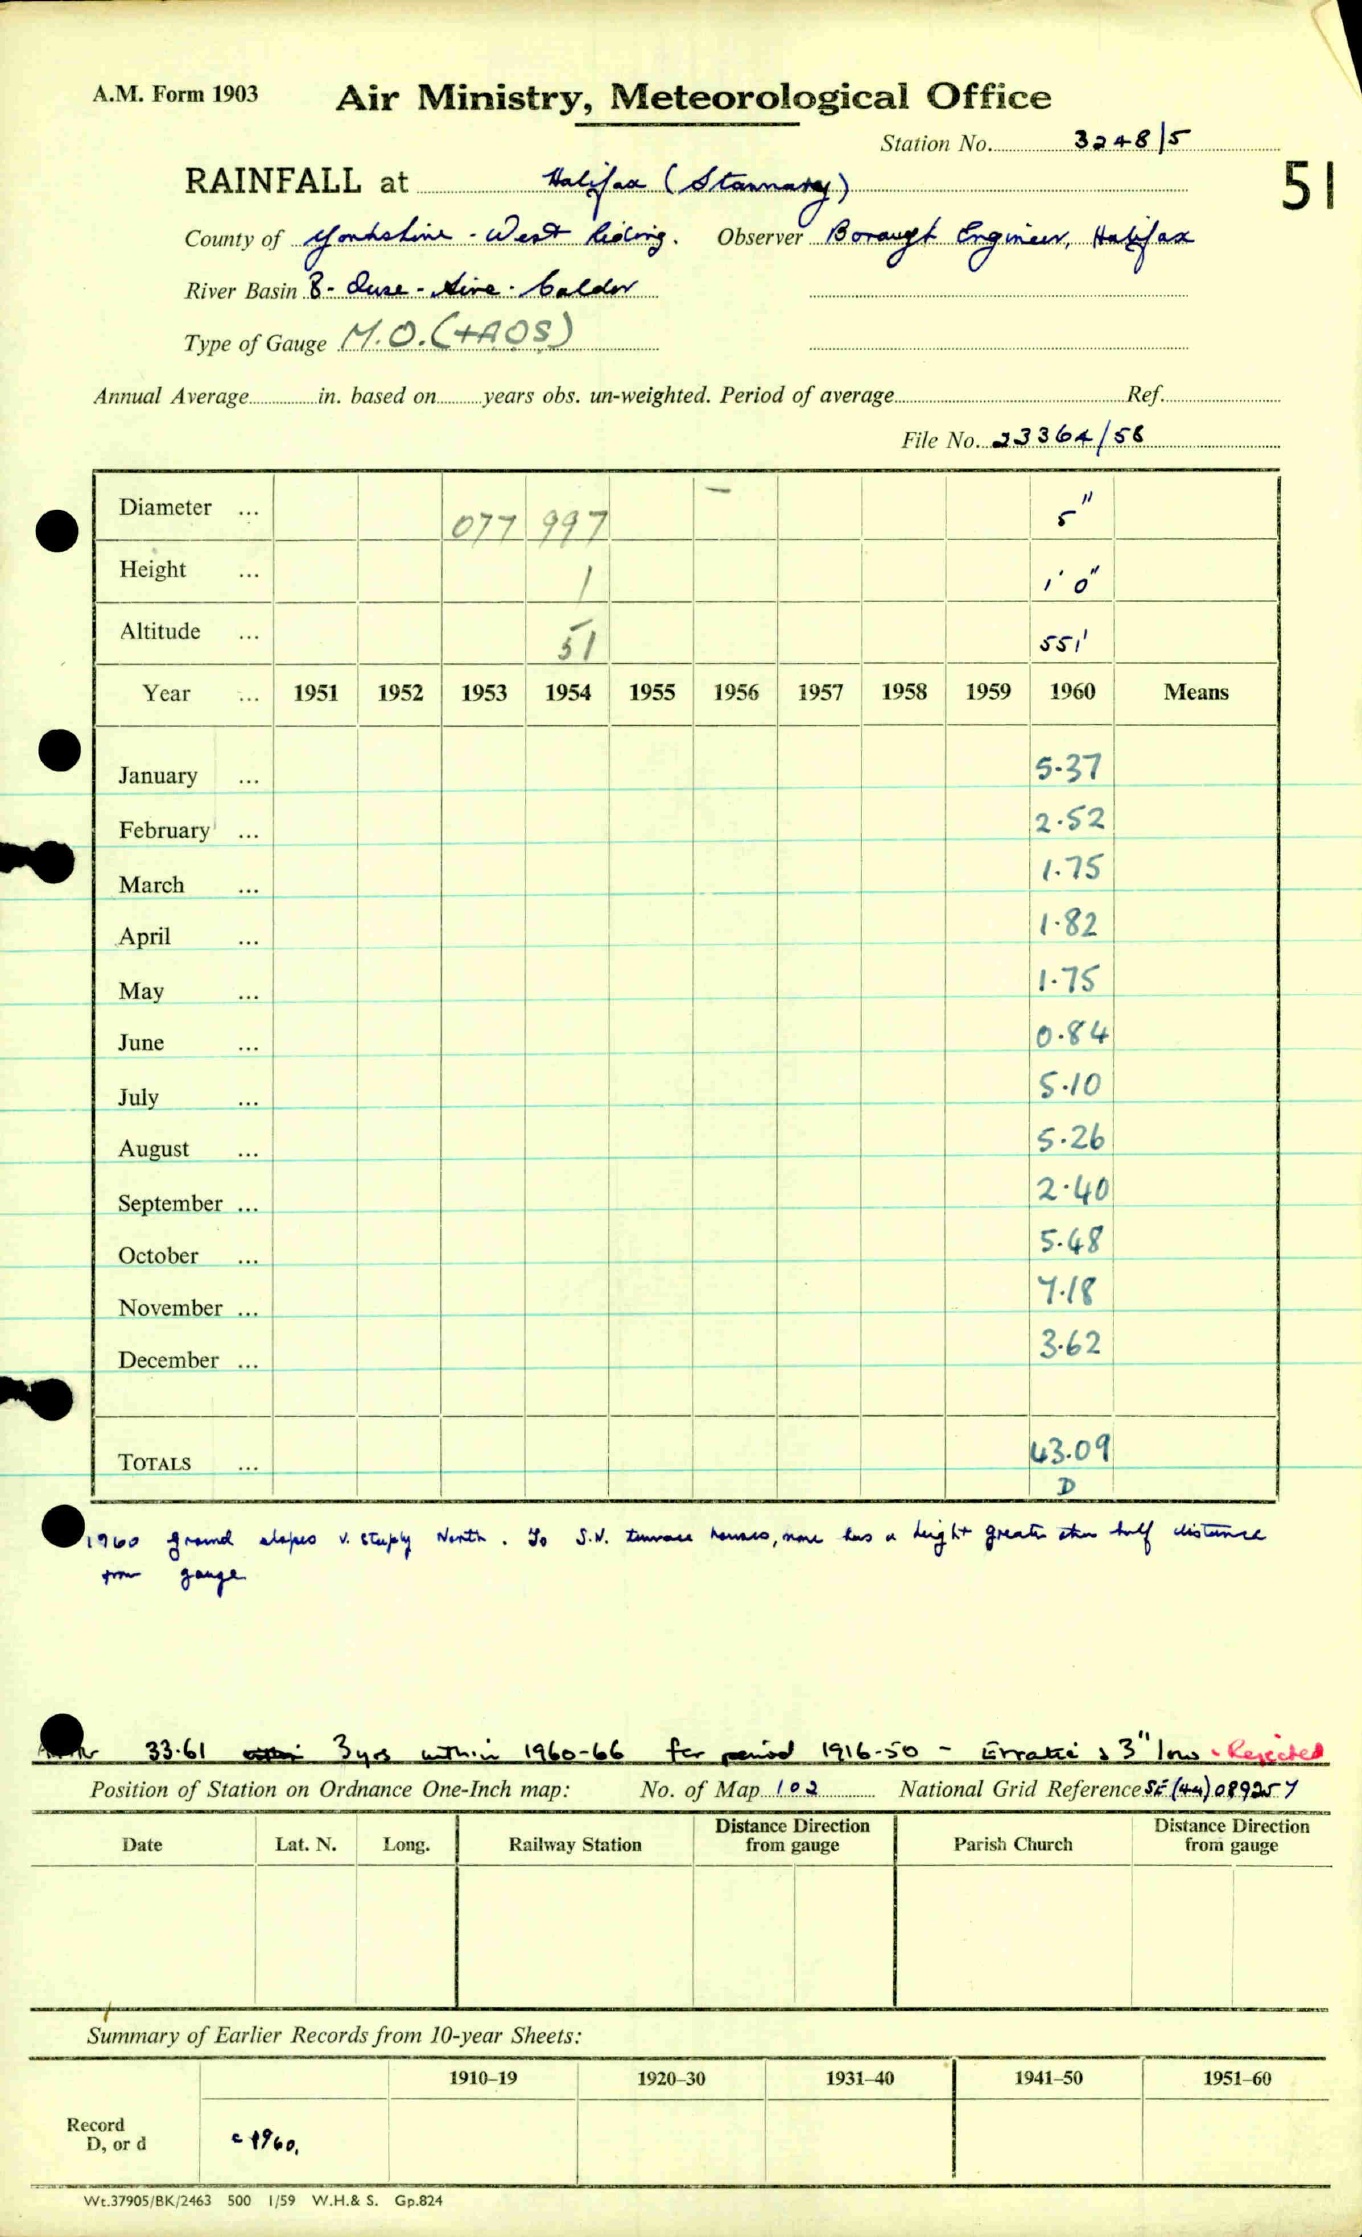 A.M. Form 1903 Air Ministry, Meteorological Office
Station No. 3248/5
RAINFALL at Halifax (Stannary)
51
County of Yorkshire - West Riding. Observer Borough Engineer, Halifax
River Basin 8 - Ouse - Aire - Calder
Type of Gauge M.O. (+AOS)
Annual Average in. based on years obs. un-weighted. Period of average Ref.
File No. 23364/58
Diameter ... 077 997 5"
Height ... 1 1' 0"
Altitude ... 51 551'
Year ... 1951 1952 1953 1954 1955 1956 1957 1958 1959 1960 Means
January ... 5.37
February ... 2.52
March ... 1.75
April ... 1.82
May ... 1.75
June ... 0.84
July ... 5.10
August ... 5.26
September ... 2.40
October ... 5.48
November ... 7.18
December ... 3.62
TOTALS ... 43.09
D
1960 ground slopes v. steeply North. To S.W. terrace houses, none has a height greater than half distance
from gauge
33.61 3 yrs within 1960-66 for period 1916-50 - Erratic & 3" low - Rejected
Position of Station on Ordnance One-Inch map: No. of Map 102 National Grid Reference SE (44) 089257
Date Lat. N. Long. Railway Station Distance Direction from gauge Parish Church Distance Direction from gauge
Summary of Earlier Records from 10-year Sheets:
1910–19 1920–30 1931–40 1941–50 1951–60
Record
D, or d c 1960.
Wt.37905/BK/2463 500 1/59 W.H.& S. Gp.824